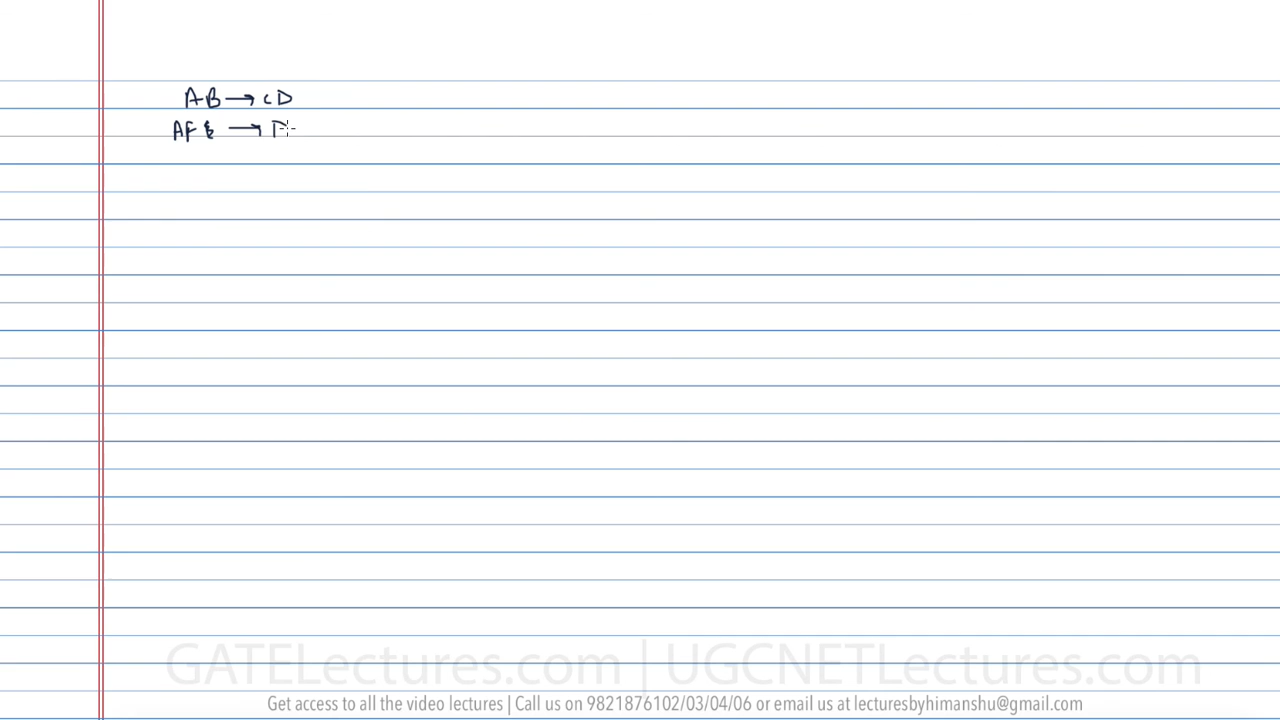 AB → CD
AF → D
GATELectures.com | UGCNETLectures.com
Get access to all the video lectures | Call us on 9821876102/03/04/06 or email us at lecturesbyhimanshu@gmail.com